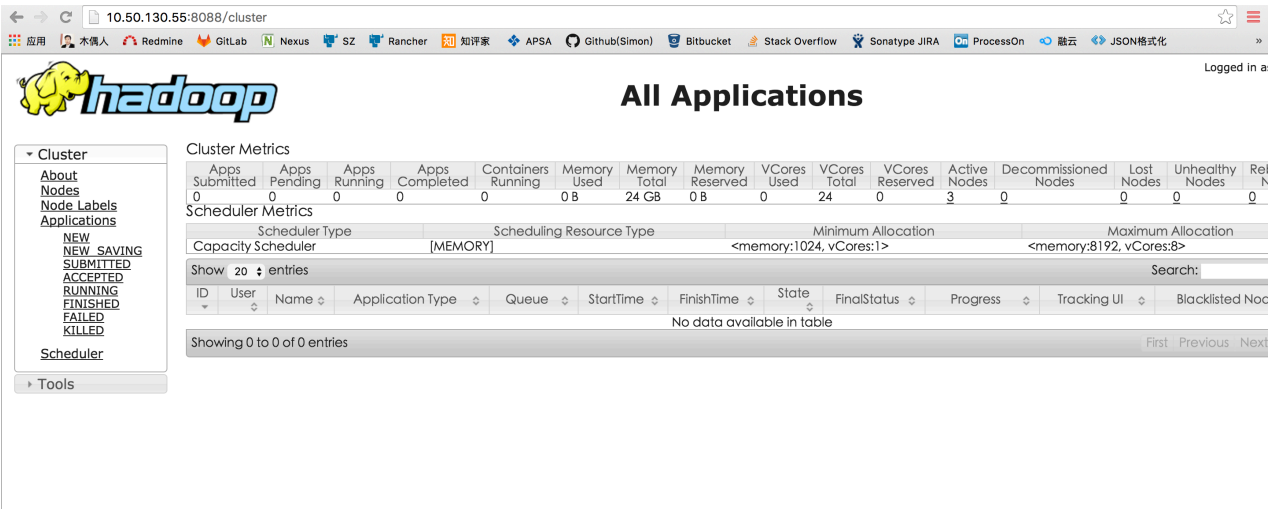 10.50.130.55:8088/cluster
应用 木偶人 Redmine GitLab Nexus SZ Rancher 知评家 APSA Github(Simon) Bitbucket Stack Overflow Sonatype JIRA ProcessOn 融云 JSON格式化 »
Logged in as
hadoop
All Applications
Cluster
About
Nodes
Node Labels
Applications
NEW
NEW_SAVING
SUBMITTED
ACCEPTED
RUNNING
FINISHED
FAILED
KILLED
Scheduler
Tools
Cluster Metrics
Apps Submitted Apps Pending Apps Running Apps Completed Containers Running Memory Used Memory Total Memory Reserved VCores Used VCores Total VCores Reserved Active Nodes Decommissioned Nodes Lost Nodes Unhealthy Nodes
0 0 0 0 0 0 B 24 GB 0 B 0 24 0 3 0 0 0 0
Scheduler Metrics
Scheduler Type Scheduling Resource Type Minimum Allocation Maximum Allocation
Capacity Scheduler [MEMORY] <memory:1024, vCores:1> <memory:8192, vCores:8>
Show 20 entries Search:
ID User Name Application Type Queue StartTime FinishTime State FinalStatus Progress Tracking UI Blacklisted
No data available in table
Showing 0 to 0 of 0 entries First Previous Next